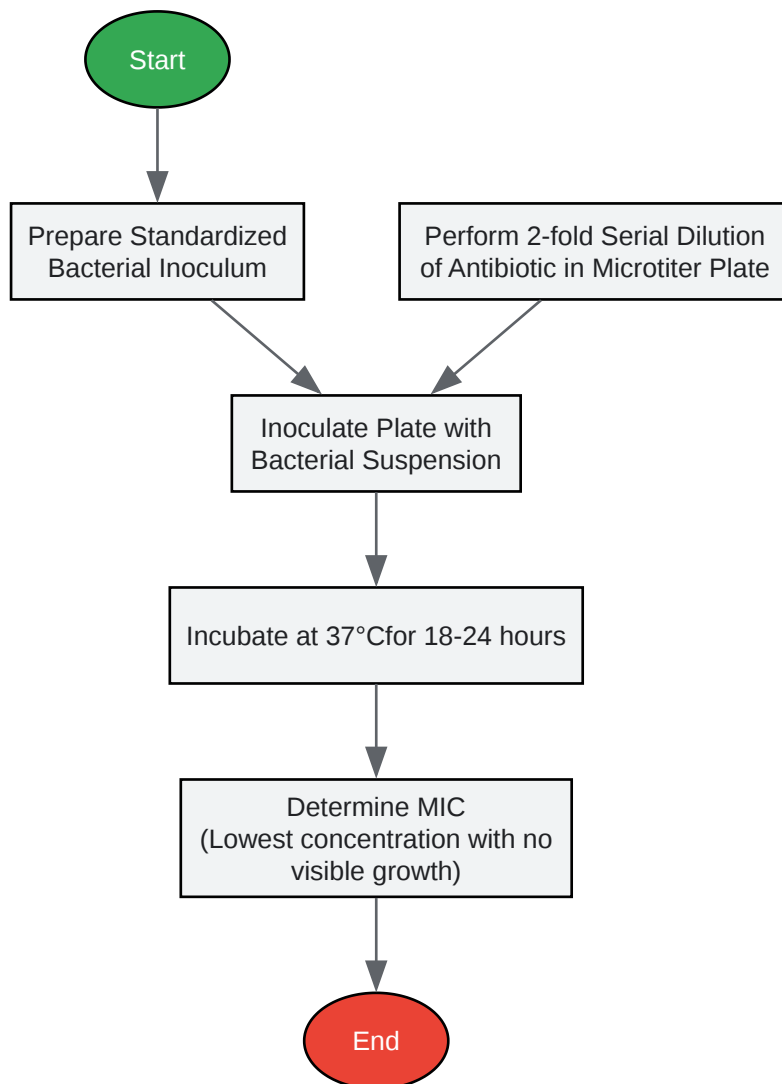 Start
Prepare Standardized
Bacterial Inoculum
Perform 2-fold Serial Dilution
of Antibiotic in Microtiter Plate
Inoculate Plate with
Bacterial Suspension
Incubate at 37°Cfor 18-24 hours
Determine MIC
(Lowest concentration with no
visible growth)
End